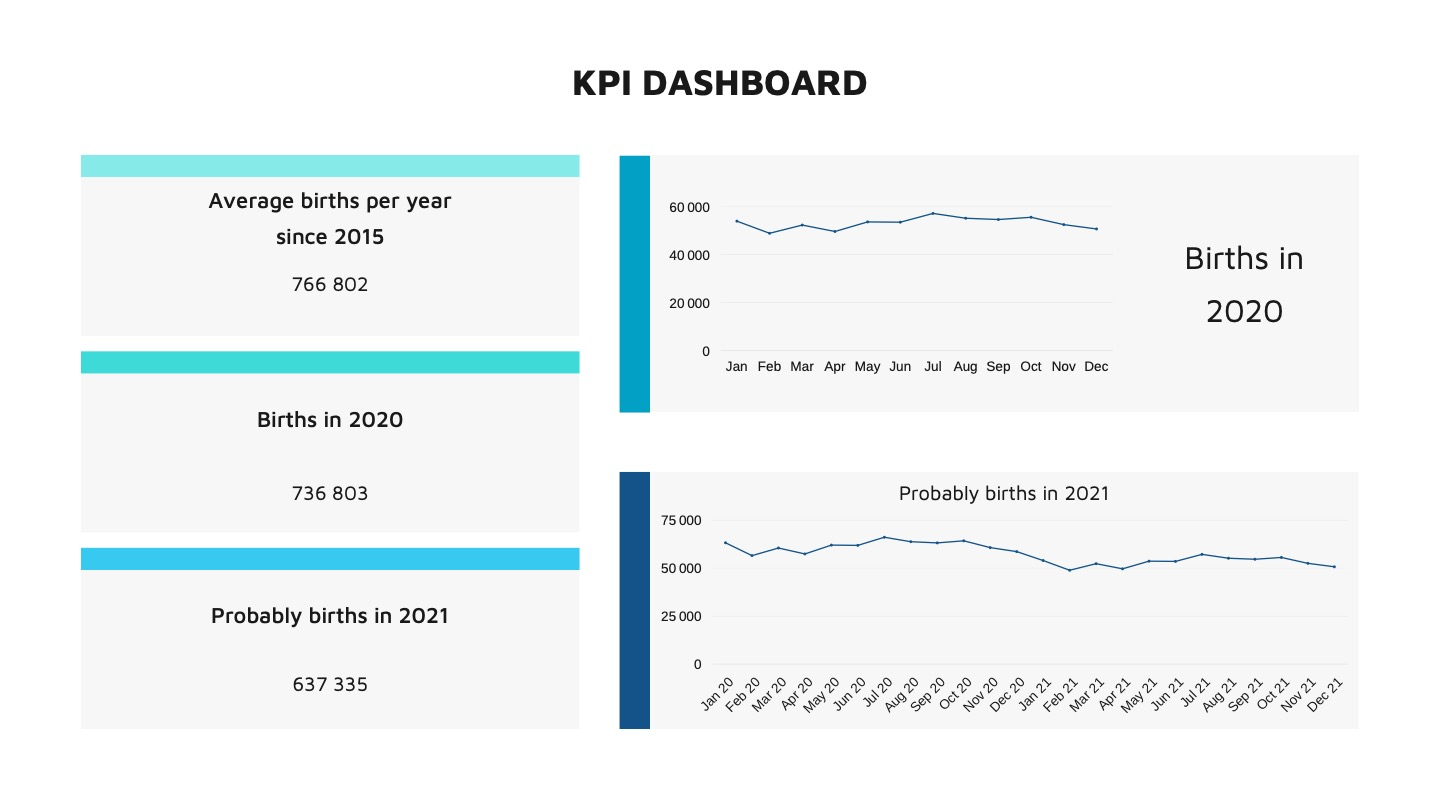 KPI DASHBOARD
Average births per year
since 2015
766 802
Births in 2020
736 803
Probably births in 2021
637 335
60 000
40 000
20 000
0
Jan Feb Mar Apr May Jun Jul Aug Sep Oct Nov Dec
Births in
2020
Probably births in 2021
75 000
50 000
25 000
0
Jan 20 Feb 20 Mar 20 Apr 20 May 20 Jun 20 Jul 20 Aug 20 Sep 20 Oct 20 Nov 20 Dec 20 Jan 21 Feb 21 Mar 21 Apr 21 May 21 Jun 21 Jul 21 Aug 21 Sep 21 Oct 21 Nov 21 Dec 21